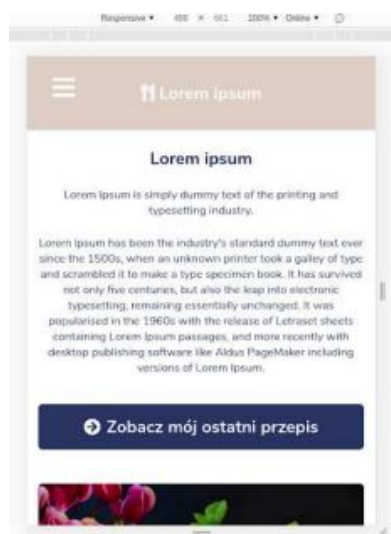 Responsive ▾ 488 × 661 100% ▾ Online ▾
Lorem ipsum
Lorem ipsum
Lorem Ipsum is simply dummy text of the printing and
typesetting industry.
Lorem Ipsum has been the industry's standard dummy text ever
since the 1500s, when an unknown printer took a galley of type
and scrambled it to make a type specimen book. It has survived
not only five centuries, but also the leap into electronic
typesetting, remaining essentially unchanged. It was
popularised in the 1960s with the release of Letraset sheets
containing Lorem Ipsum passages, and more recently with
desktop publishing software like Aldus PageMaker including
versions of Lorem Ipsum.
Zobacz mój ostatni przepis